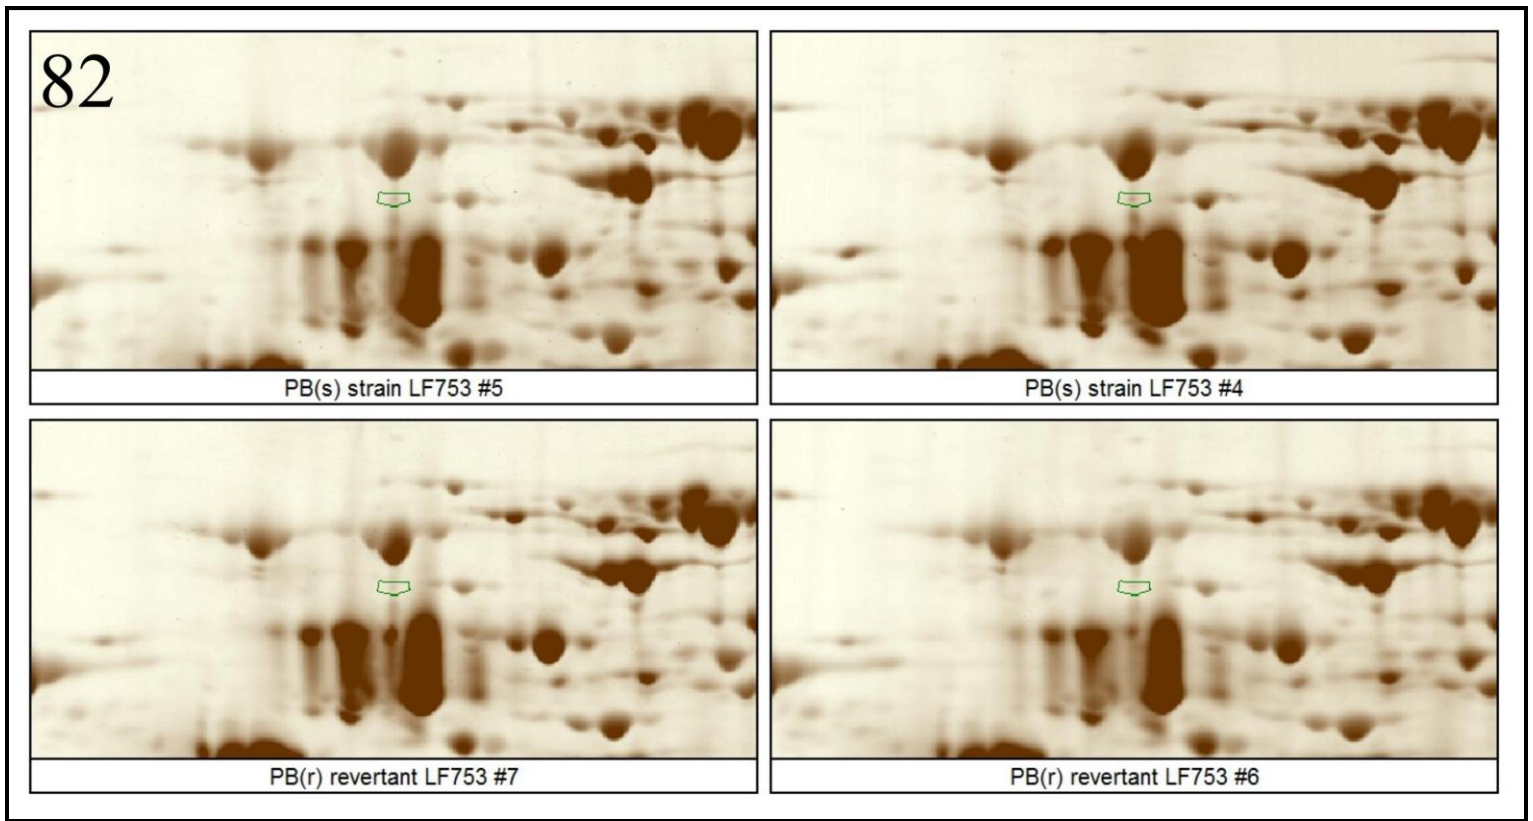 82
PB(s) strain LF753 #5
PB(s) strain LF753 #4
PB(r) revertant LF753 #7
PB(r) revertant LF753 #6